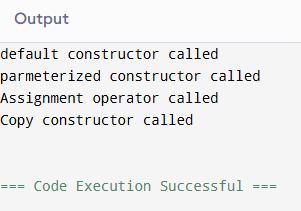 Output
default constructor called
parmeterized constructor called
Assignment operator called
Copy constructor called
=== Code Execution Successful ===